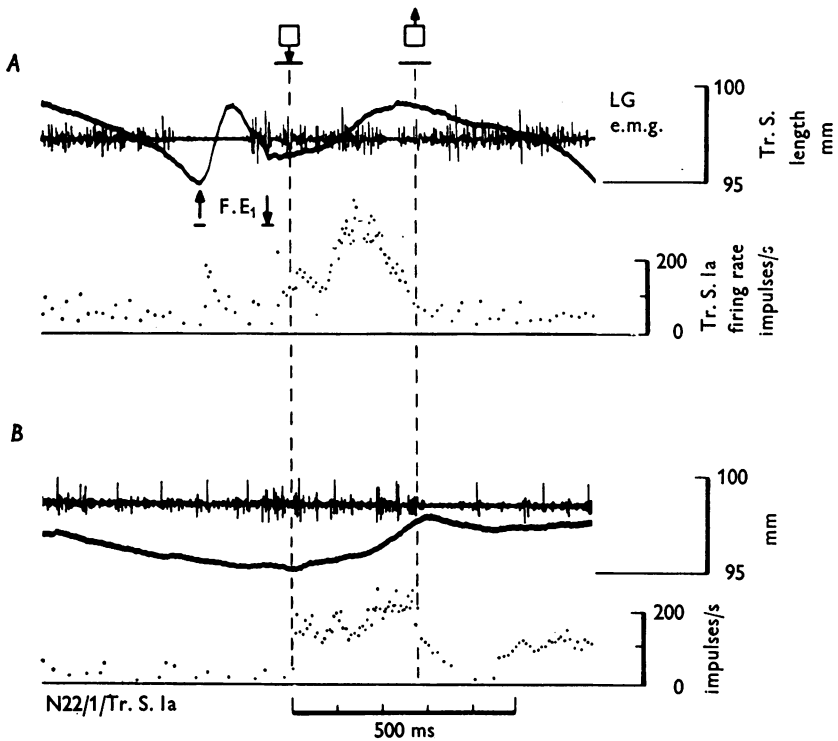 A
LG
e.m.g.
100
95
Tr. S.
length
mm
F.E₁
200
0
Tr. S. Ia
firing rate
impulses/s
B
100
95
mm
200
0
impulses/s
N22/1/Tr. S. Ia
500 ms